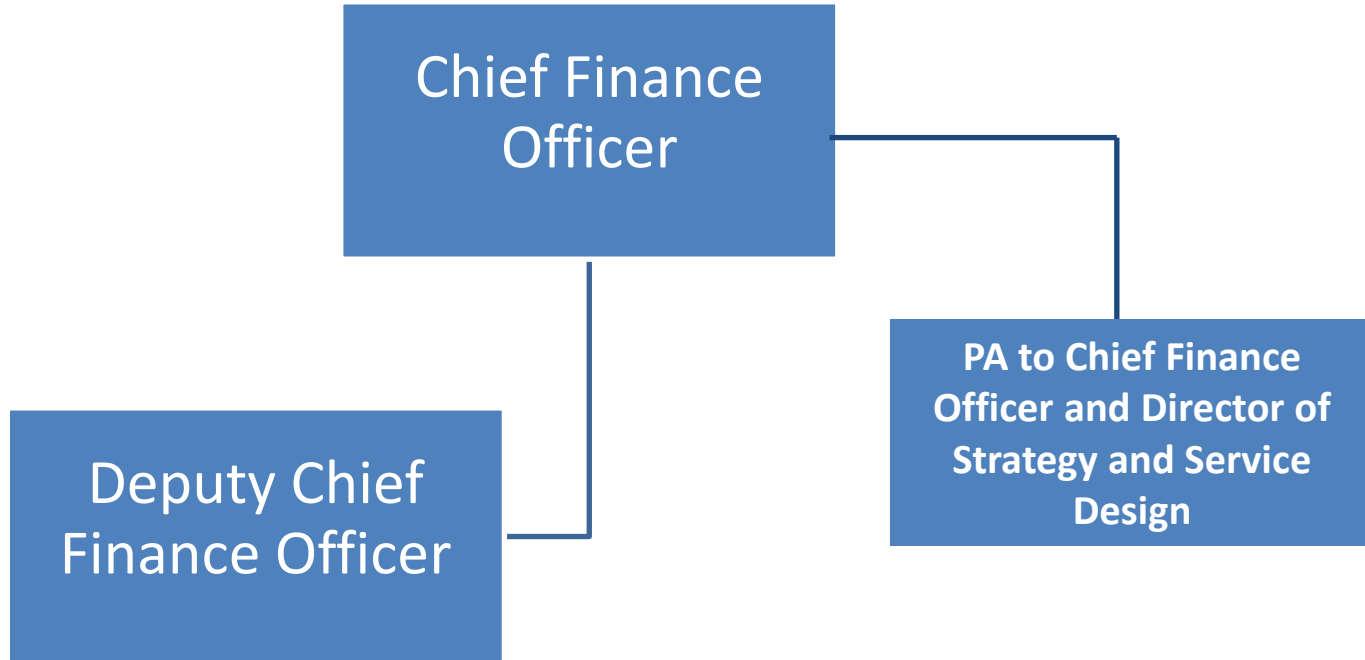 Chief Finance
Officer
PA to Chief Finance
Officer and Director of
Strategy and Service
Design
Deputy Chief
Finance Officer